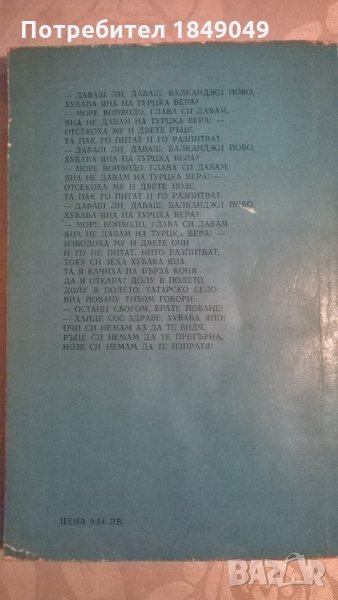 Потребител 1849049
— ДАВАШ ЛИ, ДАВАШ, БАЛКАНДЖИ ЙОВО,
ХУБАВА ЯНА НА ТУРЦКА ВЕРА?
— МОРЕ ВОЙВОДО, ГЛАВА СИ ДАВАМ,
ЯНА НЕ ДАВАМ НА ТУРЦКА ВЕРА! —
ОТСЕКОХА МУ И ДВЕТЕ РЪЦЕ,
ТА ПАК ГО ПИТАТ И ГО РАЗПИТВАТ:
— ДАВАШ ЛИ, ДАВАШ, БАЛКАНДЖИ ЙОВО,
ХУБАВА ЯНА НА ТУРЦКА ВЕРА?
— МОРЕ ВОЙВОДО, ГЛАВА СИ ДАВАМ,
ЯНА НЕ ДАВАМ НА ТУРЦКА ВЕРА! —
ОТСЕКОХА МУ И ДВЕТЕ НОЗЕ,
ТА ПАК ГО ПИТАТ И ГО РАЗПИТВАТ:
— ДАВАШ ЛИ, ДАВАШ, БАЛКАНДЖИ ЙОВО,
ХУБАВА ЯНА НА ТУРЦКА ВЕРА?
— МОРЕ ВОЙВОДО, ГЛАВА СИ ДАВАМ
ЯНА НЕ ДАВАМ НА ТУРЦКА ВЕРА! —
ИЗБОДОХА МУ И ДВЕТЕ ОЧИ
И ГО НЕ ПИТАТ, НИТО РАЗПИТВАТ,
ТОКУ СИ ЗЕХА ХУБАВА ЯНА,
ТА Я КАЧИХА НА БЪРЗА КОНЯ
ДА Я ОТКАРАТ ДОЛУ В ПОЛЕТО,
ДОЛУ В ПОЛЕТО, ТАТАРСКО СЕЛО.
ЯНА ЙОВАНУ ТИХОМ ГОВОРИ:
— ОСТАНИ СБОГОМ, БРАТЕ ЙОВАНЕ!
— ХАЙДЕ СОС ЗДРАВЕ, ХУБАВА ЯНО!
ОЧИ СИ НЕМАМ АЗ ДА ТЕ ВИДЯ,
РЪЦЕ СИ НЕМАМ ДА ТЕ ПРЕГЪРНА,
НОЗЕ СИ НЕМАМ ДА ТЕ ИЗПРАТЯ!
ЦЕНА 0.54 ЛВ.
BAZAR